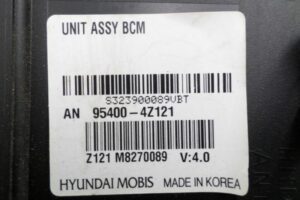 UNIT ASSY BCM
S323900089VBT
AN 95400-4Z121
Z121 M8270089 V:4.0
HYUNDAI MOBIS MADE IN KOREA